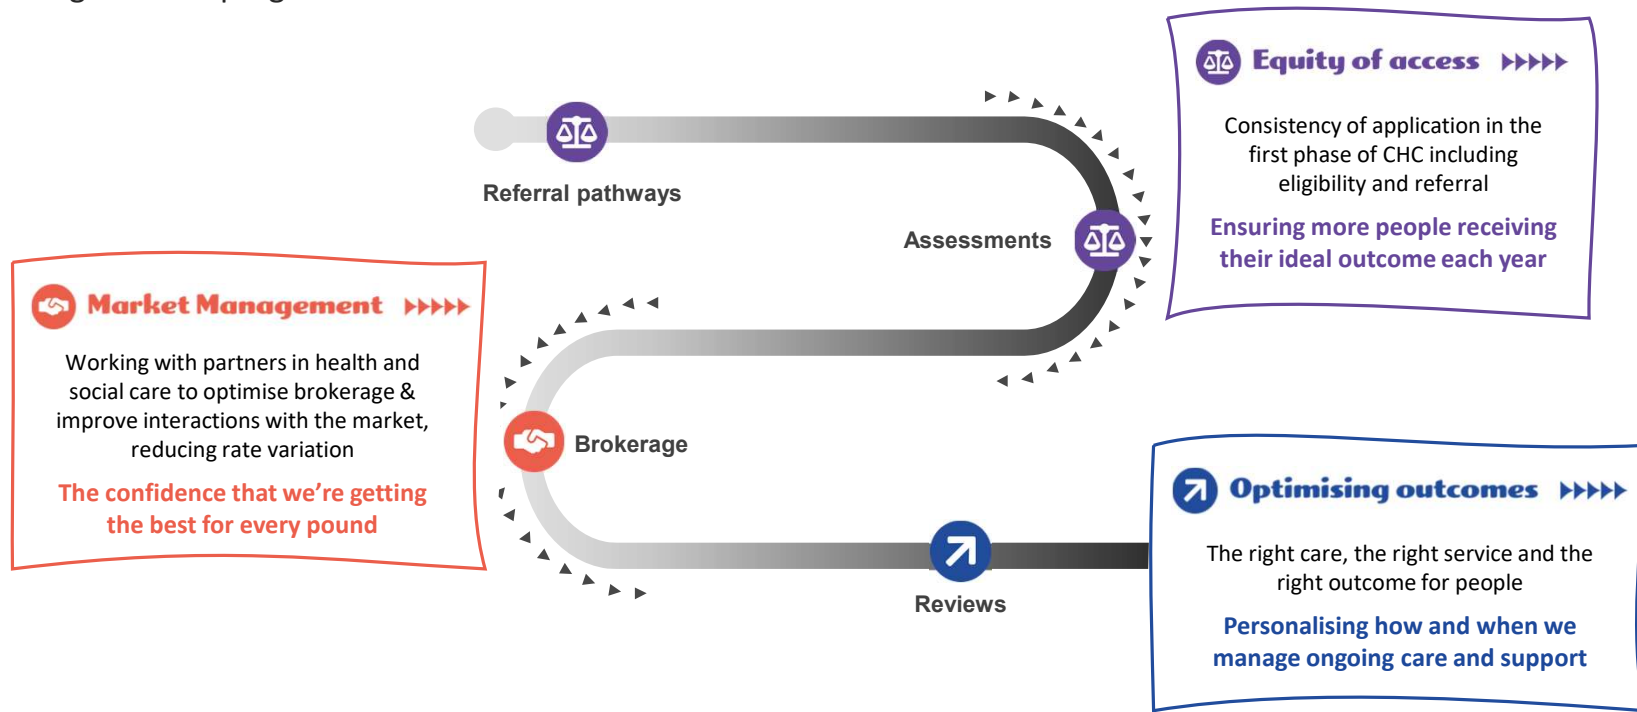 Equity of access
Consistency of application in the
first phase of CHC including
eligibility and referral
Ensuring more people receiving
their ideal outcome each year
Referral pathways
Assessments
Market Management
Working with partners in health and
social care to optimise brokerage &
improve interactions with the market,
reducing rate variation
The confidence that we're getting
the best for every pound
Brokerage
Optimising outcomes
The right care, the right service and the
right outcome for people
Personalising how and when we
manage ongoing care and support
Reviews